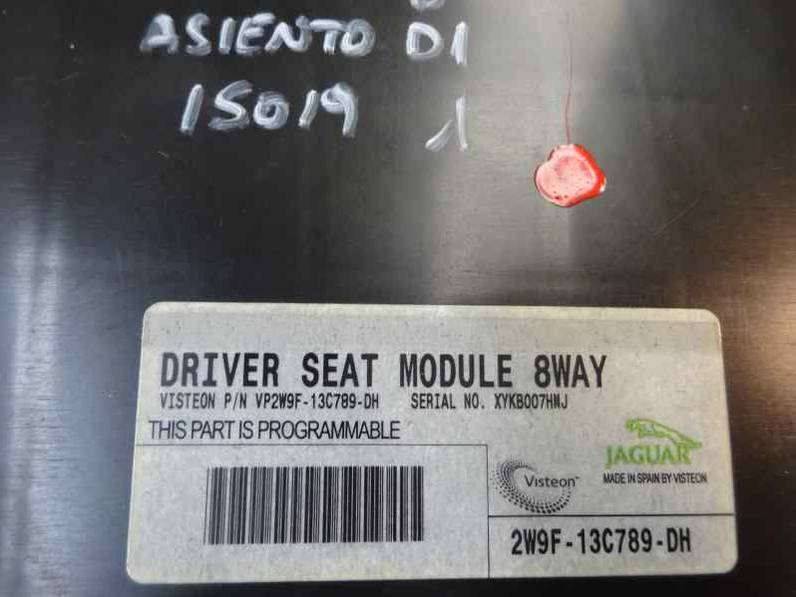 ASIENTO DI
15019 1
DRIVER SEAT MODULE 8WAY
VISTEON P/N VP2W9F-13C789-DH SERIAL NO. XYKB007HMJ
THIS PART IS PROGRAMMABLE
JAGUAR
Visteon
MADE IN SPAIN BY VISTEON
2W9F-13C789-DH